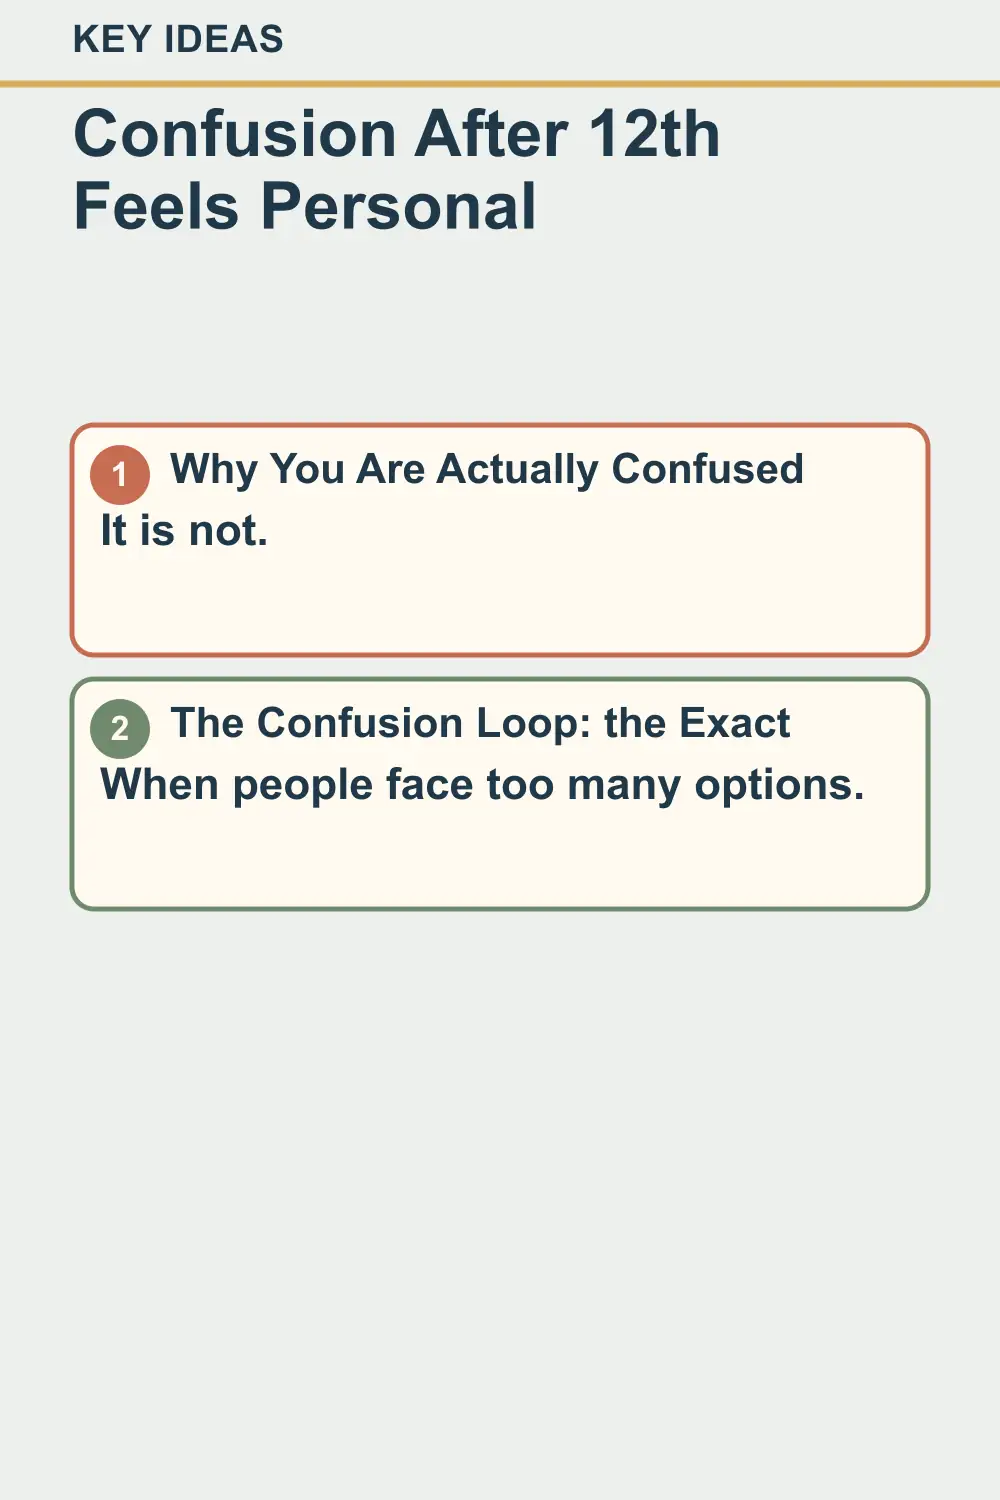 KEY IDEAS
Confusion After 12th
Feels Personal
1 Why You Are Actually Confused
It is not.
2 The Confusion Loop: the Exact
When people face too many options.